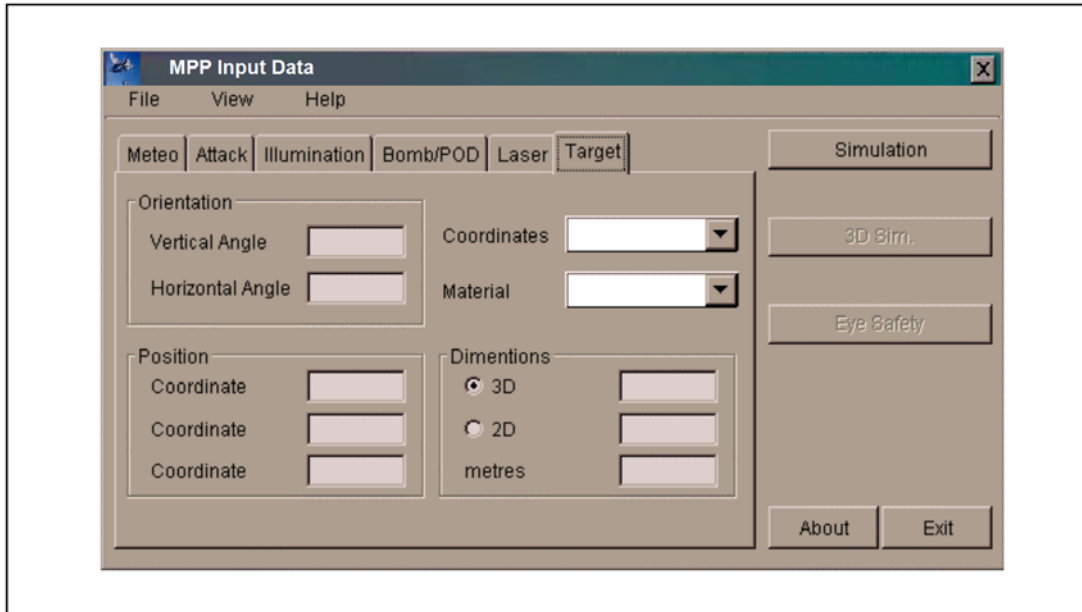 MPP Input Data
File View Help
Meteo Attack Illumination Bomb/POD Laser Target
Orientation
Vertical Angle
Horizontal Angle
Coordinates
Material
Position
Coordinate
Coordinate
Coordinate
Dimentions
3D
2D
metres
Simulation
3D Sim.
Eye Safety
About Exit